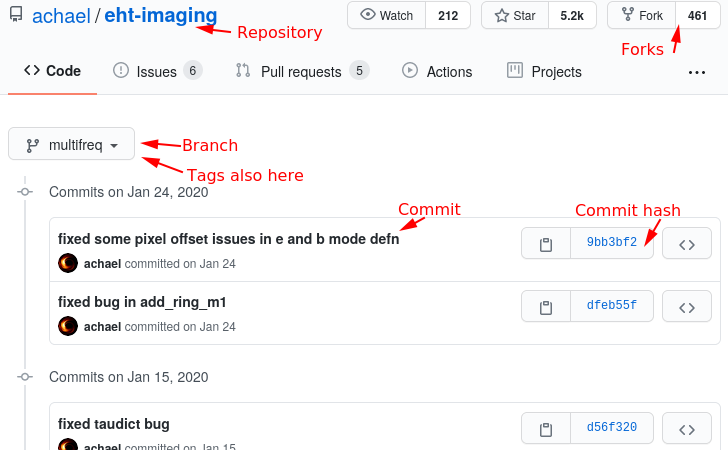 achael / eht-imaging Watch 212 Star 5.2k Fork 461
Repository
Forks
Code Issues 6 Pull requests 5 Actions Projects
multifreq
Branch
Tags also here
Commits on Jan 24, 2020
Commit
Commit hash
fixed some pixel offset issues in e and b mode defn
9bb3bf2
achael committed on Jan 24
fixed bug in add_ring_m1
dfeb55f
achael committed on Jan 24
Commits on Jan 15, 2020
fixed taudict bug
d56f320
achael committed on Jan 15